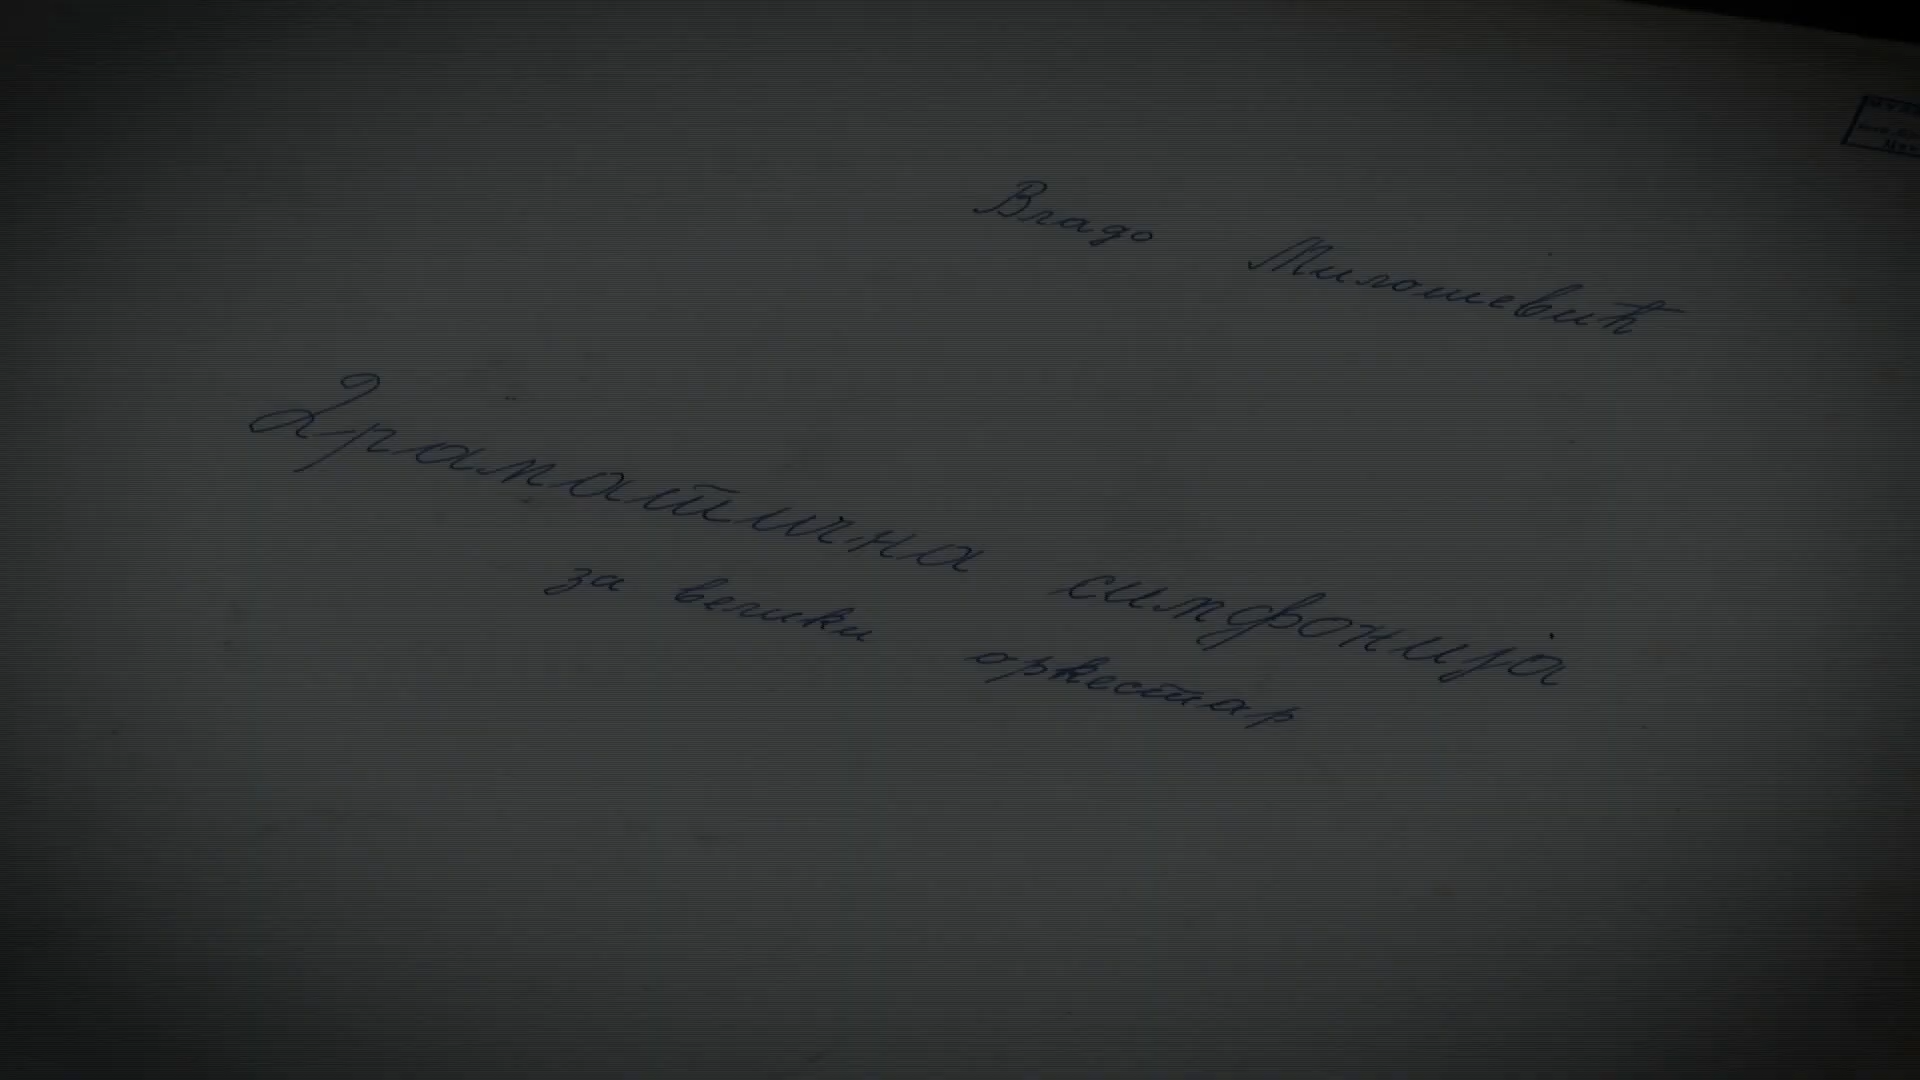 Владо Милошевић
Драматична симфонија
за велики оркестар